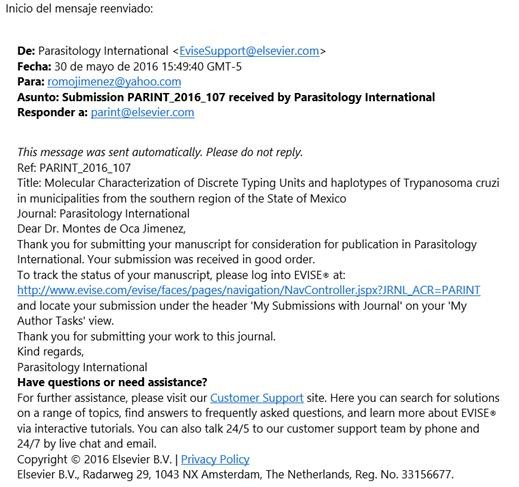 Inicio del mensaje reenviado:
De: Parasitology International <EviseSupport@elsevier.com>
Fecha: 30 de mayo de 2016 15:49:40 GMT-5
Para: romojimenez@yahoo.com
Asunto: Submission PARINT_2016_107 received by Parasitology International
Responder a: parint@elsevier.com
This message was sent automatically. Please do not reply.
Ref: PARINT_2016_107
Title: Molecular Characterization of Discrete Typing Units and haplotypes of Trypanosoma cruzi
in municipalities from the southern region of the State of Mexico
Journal: Parasitology International
Dear Dr. Montes de Oca Jimenez,
Thank you for submitting your manuscript for consideration for publication in Parasitology
International. Your submission was received in good order.
To track the status of your manuscript, please log into EVISE® at:
http://www.evise.com/evise/faces/pages/navigation/NavController.jspx?JRNL_ACR=PARINT
and locate your submission under the header 'My Submissions with Journal' on your 'My
Author Tasks' view.
Thank you for submitting your work to this journal.
Kind regards,
Parasitology International
Have questions or need assistance?
For further assistance, please visit our Customer Support site. Here you can search for solutions
on a range of topics, find answers to frequently asked questions, and learn more about EVISE®
via interactive tutorials. You can also talk 24/5 to our customer support team by phone and
24/7 by live chat and email.
Copyright © 2016 Elsevier B.V. | Privacy Policy
Elsevier B.V., Radarweg 29, 1043 NX Amsterdam, The Netherlands, Reg. No. 33156677.